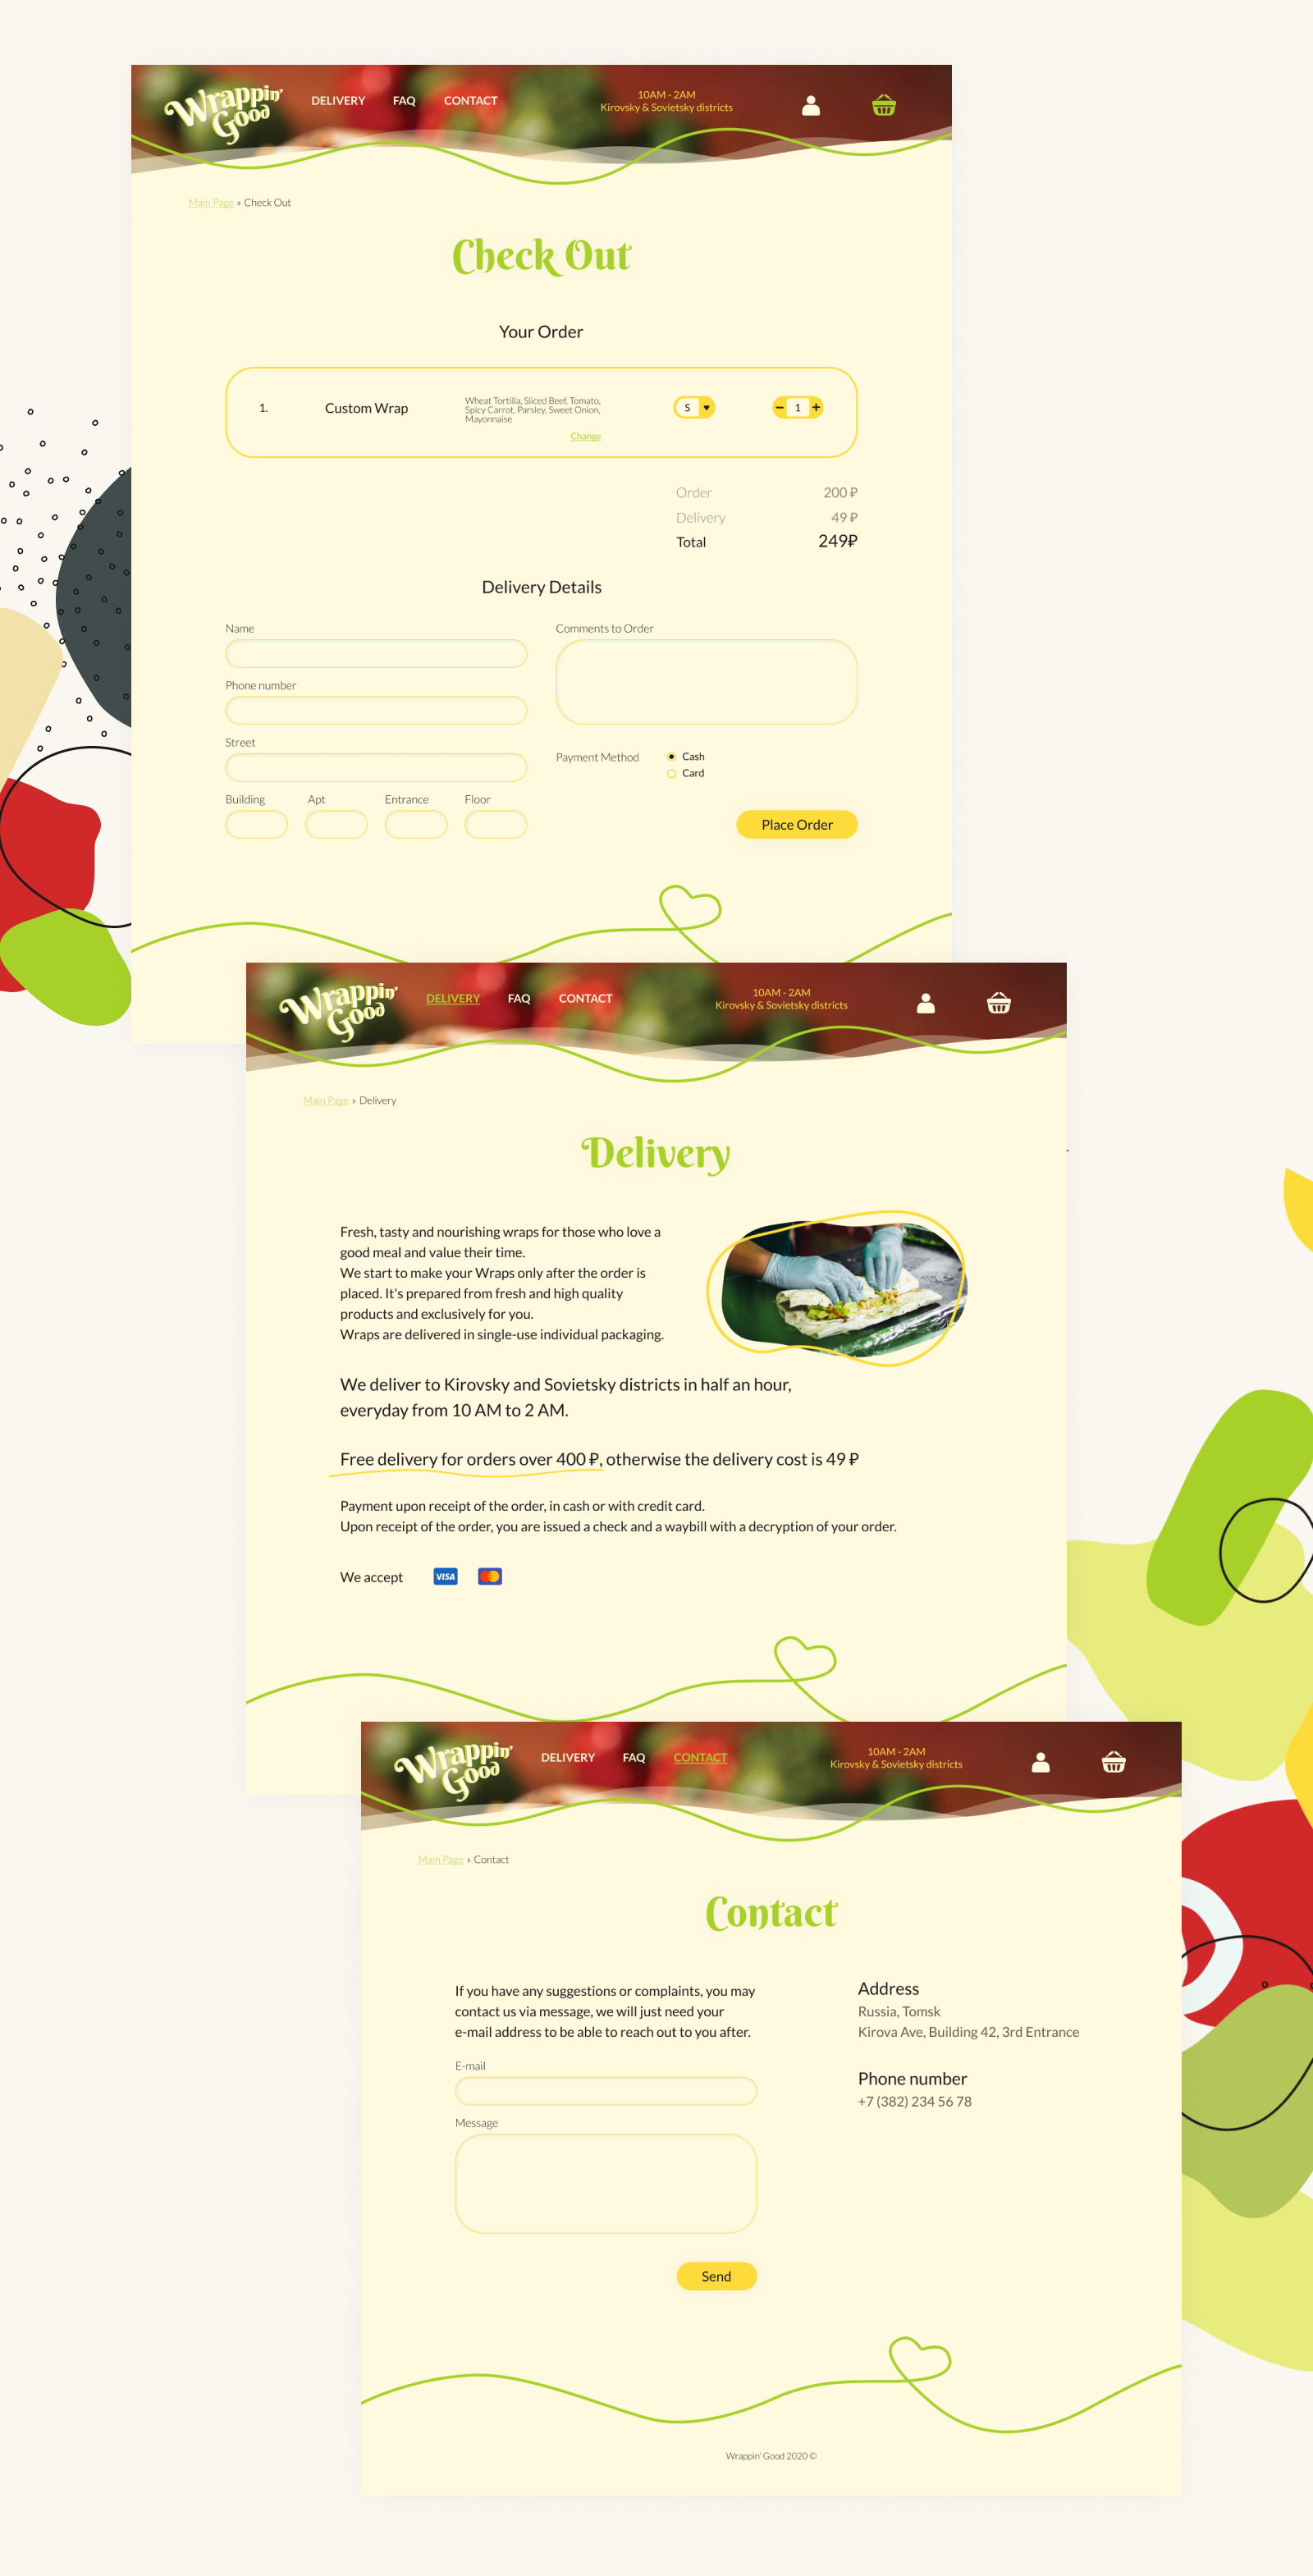 Wrappin' Good
DELIVERY FAQ CONTACT
10AM - 2AM
Kirovsky & Sovietsky districts
Main Page » Check Out
Check Out
Your Order
1. Custom Wrap
Wheat Tortilla, Sliced Beef, Tomato,
Spicy Carrot, Parsley, Sweet Onion,
Mayonnaise
Change
S
− 1 +
Order 200 ₽
Delivery 49 ₽
Total 249₽
Delivery Details
Name
Phone number
Street
Building Apt Entrance Floor
Comments to Order
Payment Method
Cash
Card
Place Order
Wrappin' Good
DELIVERY FAQ CONTACT
10AM - 2AM
Kirovsky & Sovietsky districts
Main Page » Delivery
Delivery
Fresh, tasty and nourishing wraps for those who love a
good meal and value their time.
We start to make your Wraps only after the order is
placed. It's prepared from fresh and high quality
products and exclusively for you.
Wraps are delivered in single-use individual packaging.
We deliver to Kirovsky and Sovietsky districts in half an hour,
everyday from 10 AM to 2 AM.
Free delivery for orders over 400 ₽, otherwise the delivery cost is 49 ₽
Payment upon receipt of the order, in cash or with credit card.
Upon receipt of the order, you are issued a check and a waybill with a decryption of your order.
We accept VISA
Wrappin' Good
DELIVERY FAQ CONTACT
10AM - 2AM
Kirovsky & Sovietsky districts
Main Page » Contact
Contact
If you have any suggestions or complaints, you may
contact us via message, we will just need your
e-mail address to be able to reach out to you after.
E-mail
Message
Send
Address
Russia, Tomsk
Kirova Ave, Building 42, 3rd Entrance
Phone number
+7 (382) 234 56 78
Wrappin' Good 2020 ©